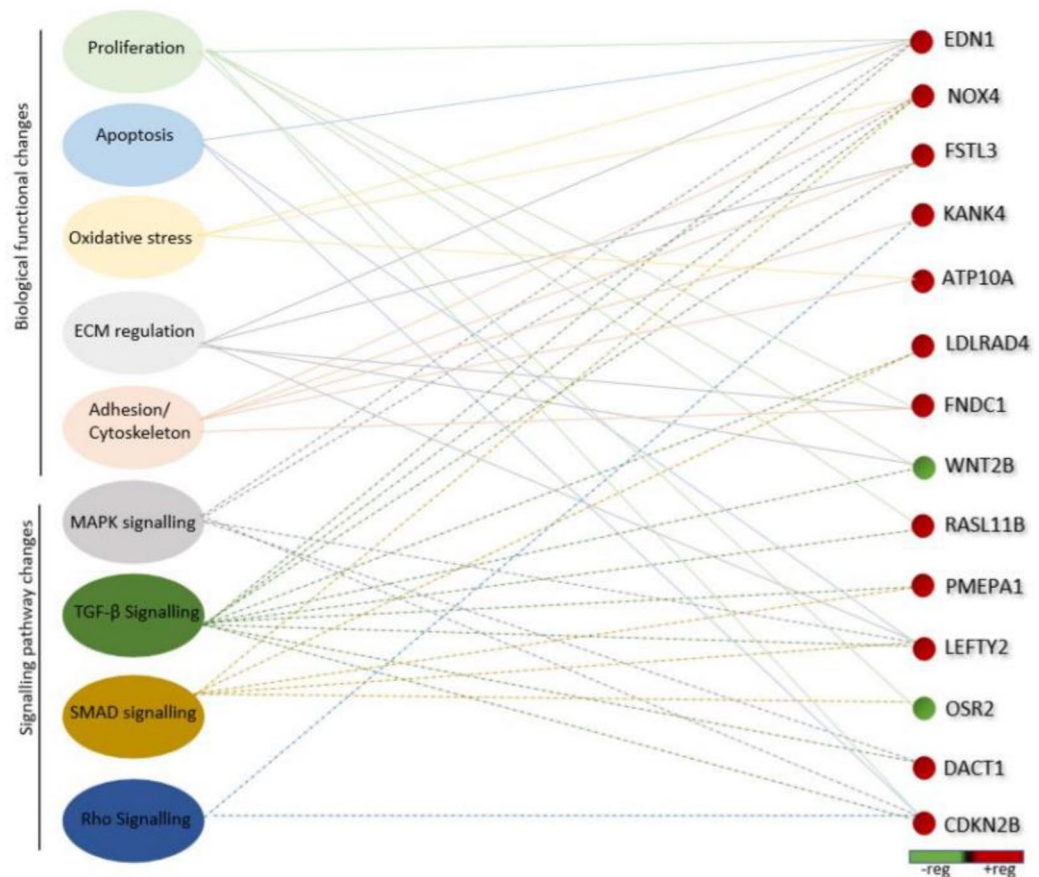 Biological functional changes
Proliferation
Apoptosis
Oxidative stress
ECM regulation
Adhesion/
Cytoskeleton
Signalling pathway changes
MAPK signalling
TGF-β Signalling
SMAD signalling
Rho Signalling
EDN1
NOX4
FSTL3
KANK4
ATP10A
LDLRAD4
FNDC1
WNT2B
RASL11B
PMEPA1
LEFTY2
OSR2
DACT1
CDKN2B
-reg +reg